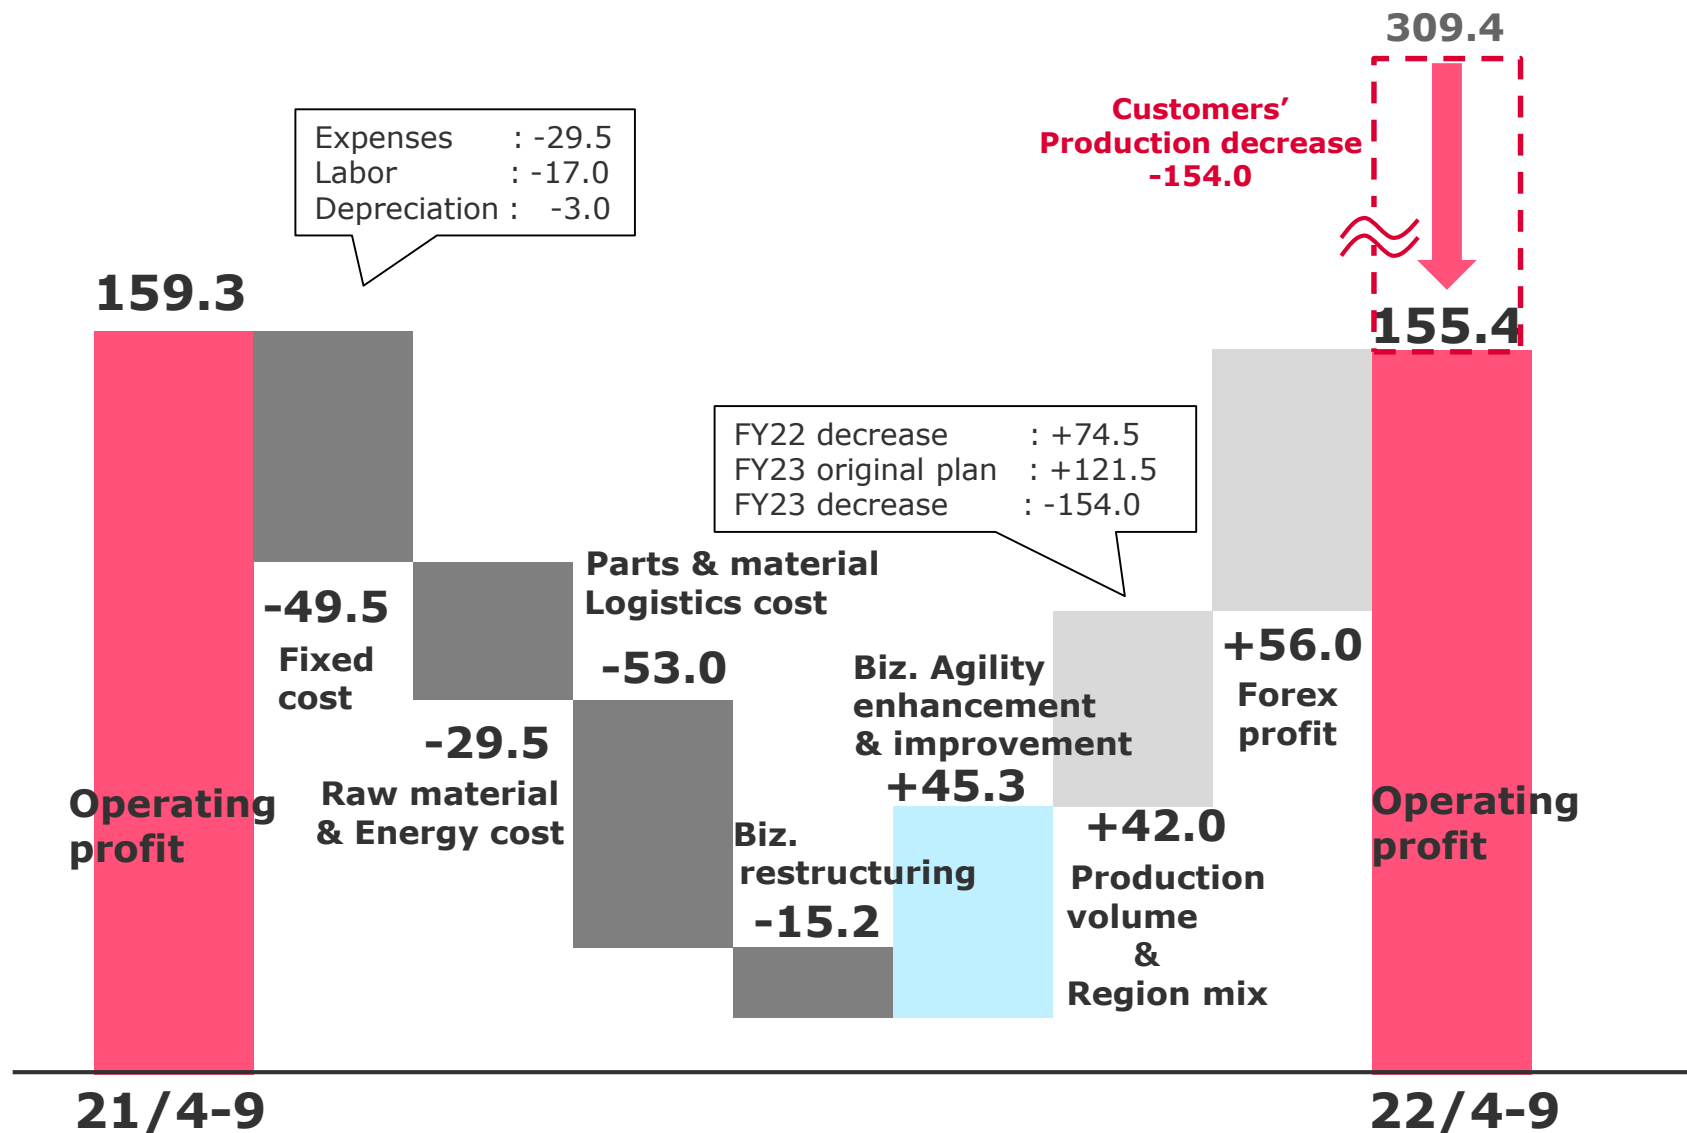 309.4
Customers’
Production decrease
-154.0
Expenses : -29.5
Labor : -17.0
Depreciation : -3.0
159.3
155.4
FY22 decrease : +74.5
FY23 original plan : +121.5
FY23 decrease : -154.0
-49.5
Fixed
cost
-29.5
Raw material
& Energy cost
Parts & material
Logistics cost
-53.0
Biz.
restructuring
-15.2
Biz. Agility
enhancement
& improvement
+45.3
+42.0
Production
volume
&
Region mix
+56.0
Forex
profit
Operating
profit
Operating
profit
21/4-9
22/4-9